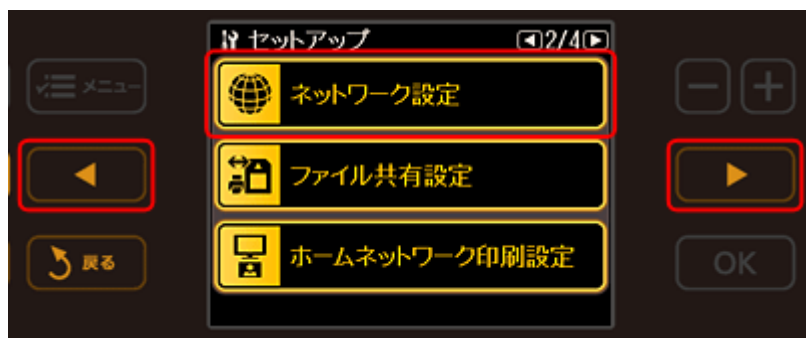 セットアップ ◀2/4▶
メニュー
ネットワーク設定
ファイル共有設定
戻る
ホームネットワーク印刷設定
OK